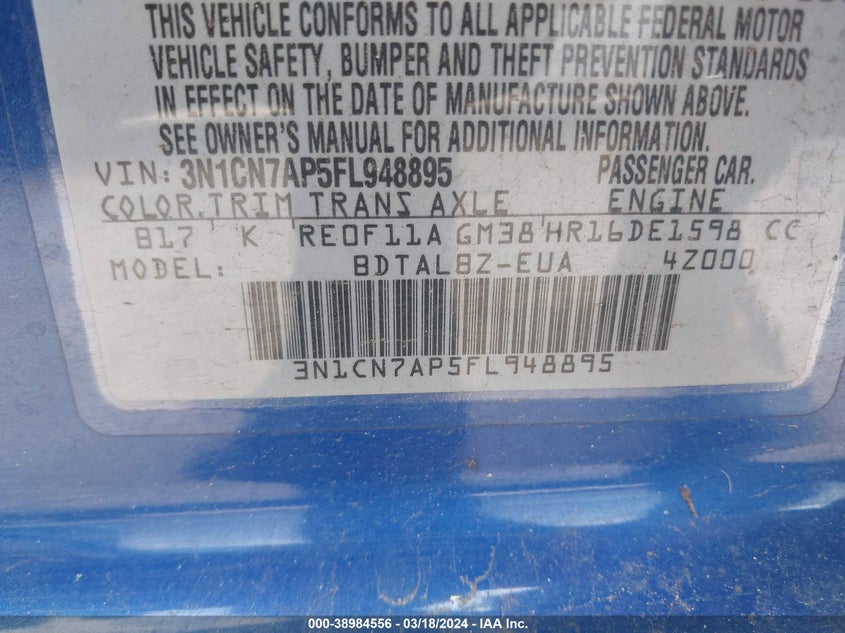 THIS VEHICLE CONFORMS TO ALL APPLICABLE FEDERAL MOTOR
VEHICLE SAFETY, BUMPER AND THEFT PREVENTION STANDARDS
IN EFFECT ON THE DATE OF MANUFACTURE SHOWN ABOVE.
SEE OWNER'S MANUAL FOR ADDITIONAL INFORMATION.
VIN: 3N1CN7AP5FL948895 PASSENGER CAR.
COLOR.TRIM TRANS AXLE ENGINE
B17 K RE0F11A GM38 HR16DE1598 CC
MODEL: BDTALBZ-EUA 4Z000
3N1CN7AP5FL948895
000-38984556 — 03/18/2024 — IAA Inc.